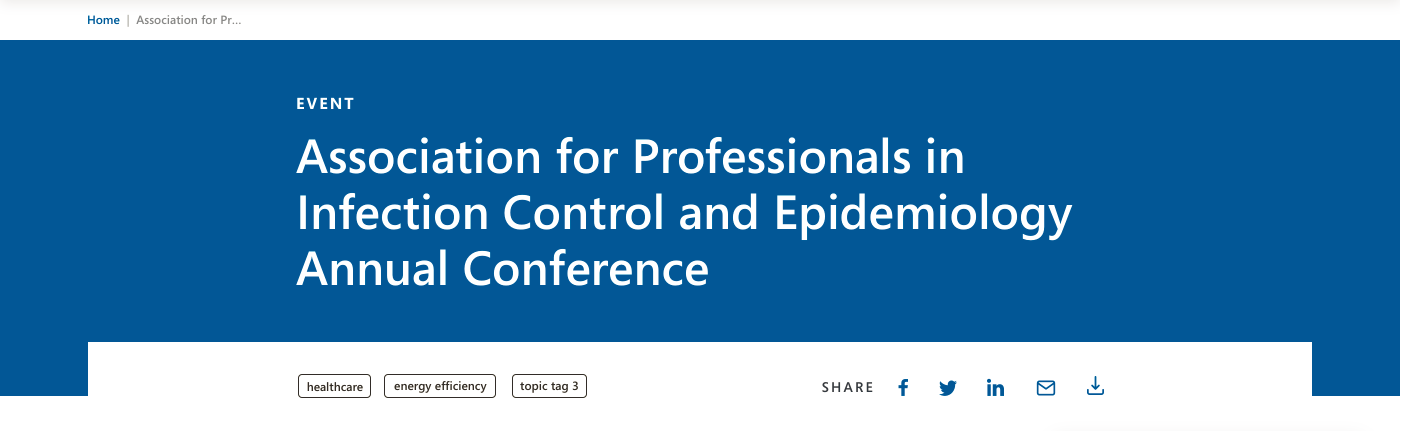 Home | Association for Pr...
EVENT
Association for Professionals in
Infection Control and Epidemiology
Annual Conference
healthcare energy efficiency topic tag 3 SHARE